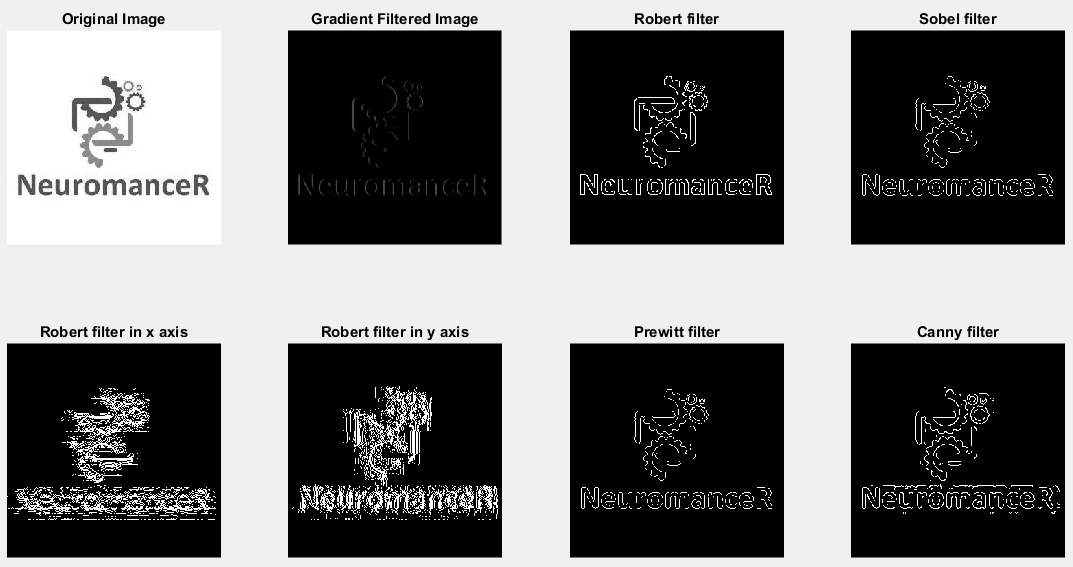 Original Image
Gradient Filtered Image
Robert filter
Sobel filter
NeuromanceR
NeuromanceR
NeuromanceR
NeuromanceR
Robert filter in x axis
Robert filter in y axis
Prewitt filter
Canny filter
NeuromanceR
NeuromanceR
NeuromanceR